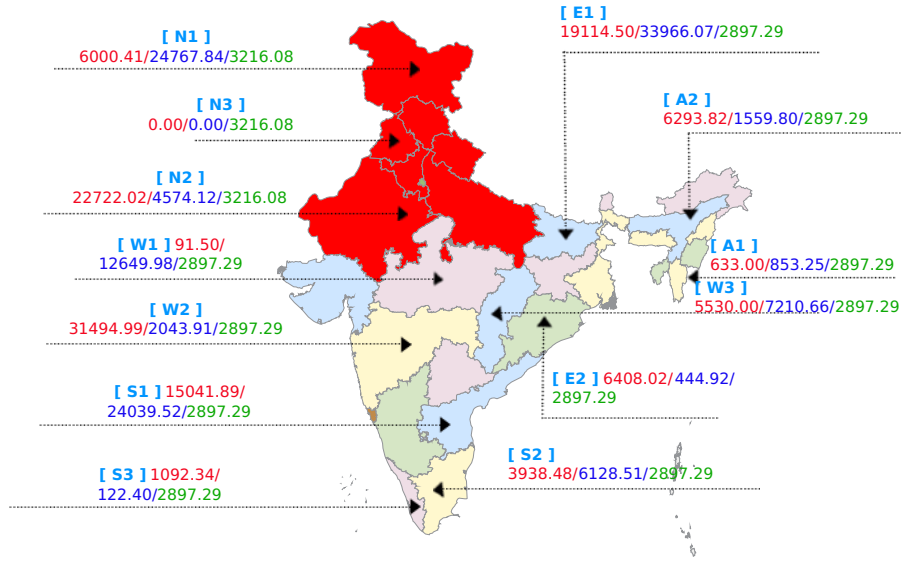 [ E1 ]
19114.50/33966.07/2897.29
[ N1 ]
6000.41/24767.84/3216.08
[ N3 ]
0.00/0.00/3216.08
[ A2 ]
6293.82/1559.80/2897.29
[ N2 ]
22722.02/4574.12/3216.08
[ W1 ] 91.50/
12649.98/2897.29
[ A1 ]
633.00/853.25/2897.29
[ W3 ]
5530.00/7210.66/2897.29
[ W2 ]
31494.99/2043.91/2897.29
[ E2 ] 6408.02/444.92/
2897.29
[ S1 ] 15041.89/
24039.52/2897.29
[ S2 ]
3938.48/6128.51/2897.29
[ S3 ] 1092.34/
122.40/2897.29